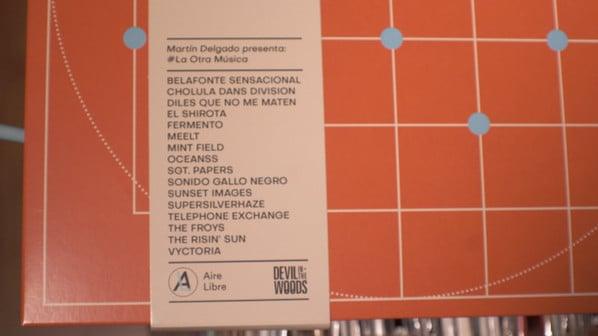 Martín Delgado presenta:
#La Otra Música
BELAFONTE SENSACIONAL
CHOLULA DANS DIVISION
DILES QUE NO ME MATEN
EL SHIROTA
FERMENTO
MEELT
MINT FIELD
OCEANSS
SGT. PAPERS
SONIDO GALLO NEGRO
SUNSET IMAGES
SUPERSILVERHAZE
TELEPHONE EXCHANGE
THE FROYS
THE RISIN' SUN
VYCTORIA
A
Aire
Libre
DEVIL IN THE
WOODS